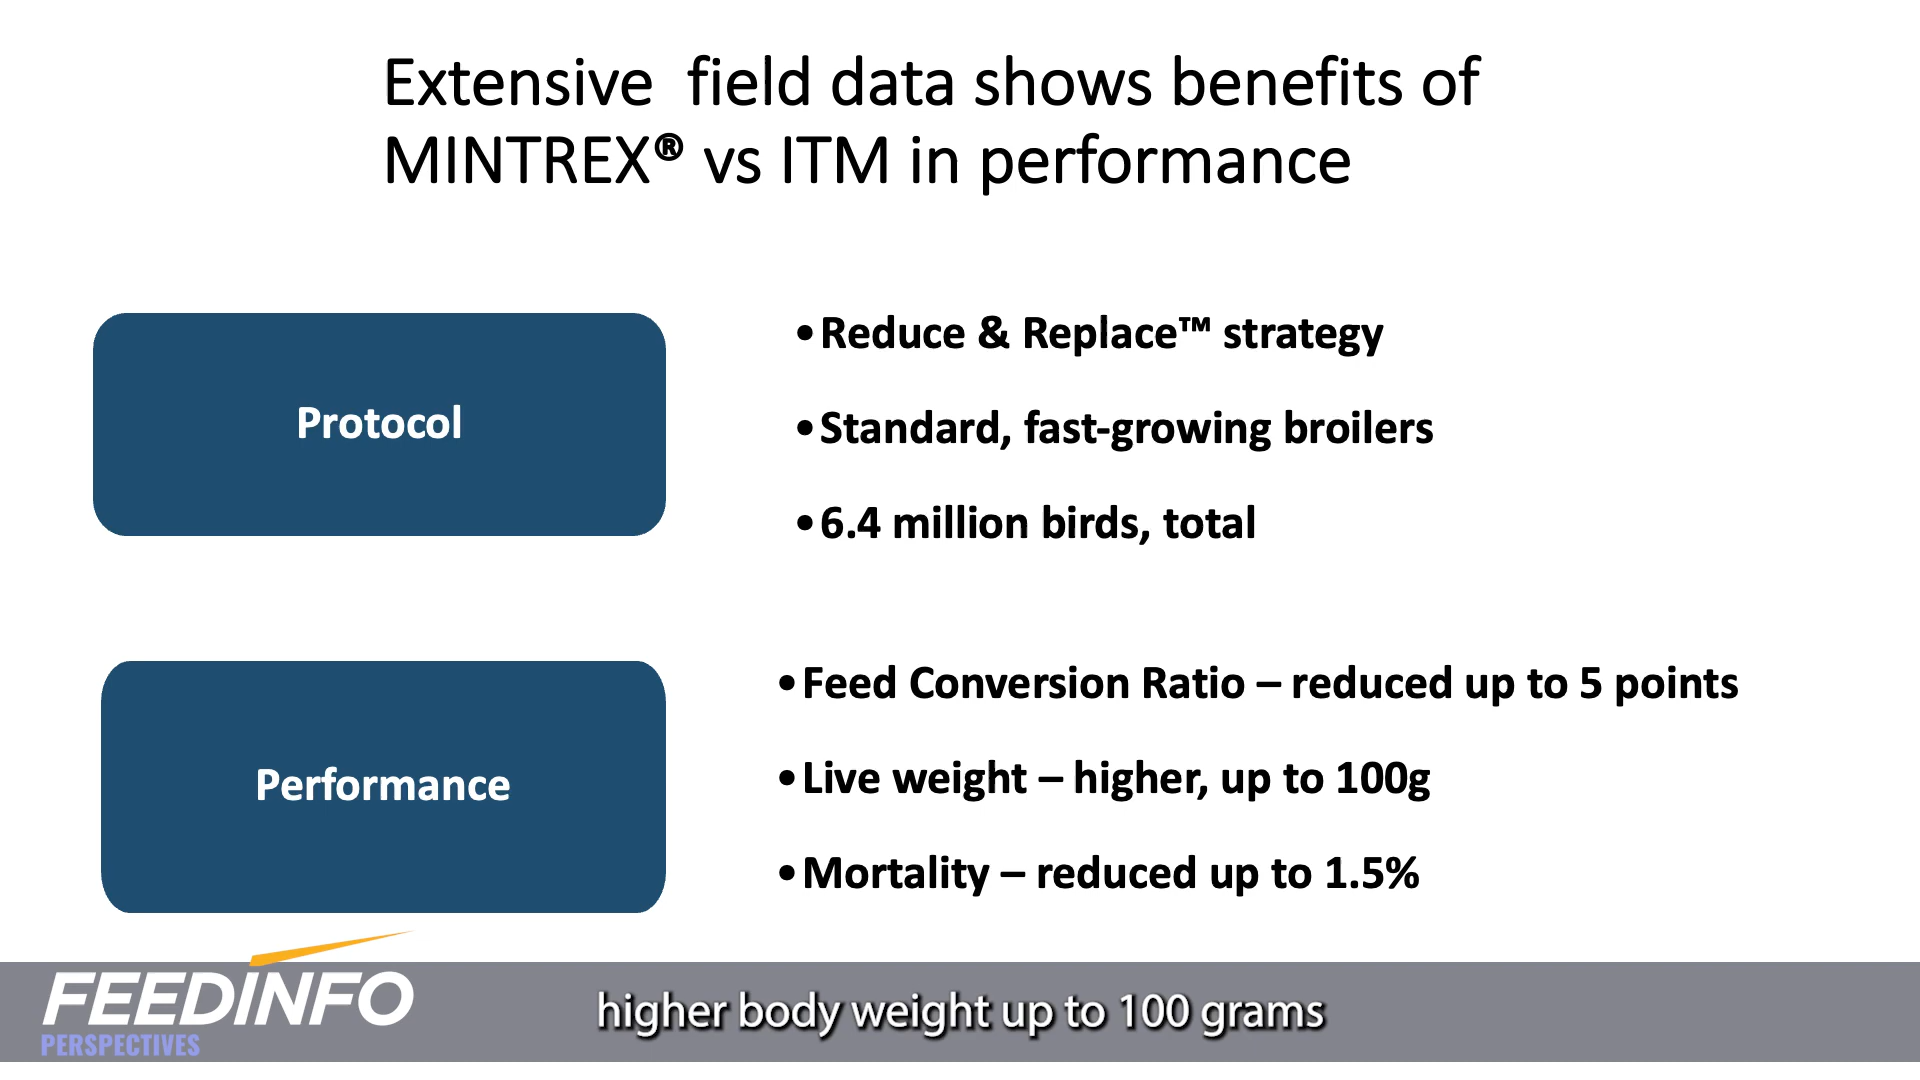 Extensive  field data shows benefits of
MINTREX® vs ITM in performance
Protocol
•Reduce & Replace™ strategy
•Standard, fast-growing broilers
•6.4 million birds, total
Performance
•Feed Conversion Ratio – reduced up to 5 points
•Live weight – higher, up to 100g
•Mortality – reduced up to 1.5%
FEEDINFO
PERSPECTIVES
higher body weight up to 100 grams